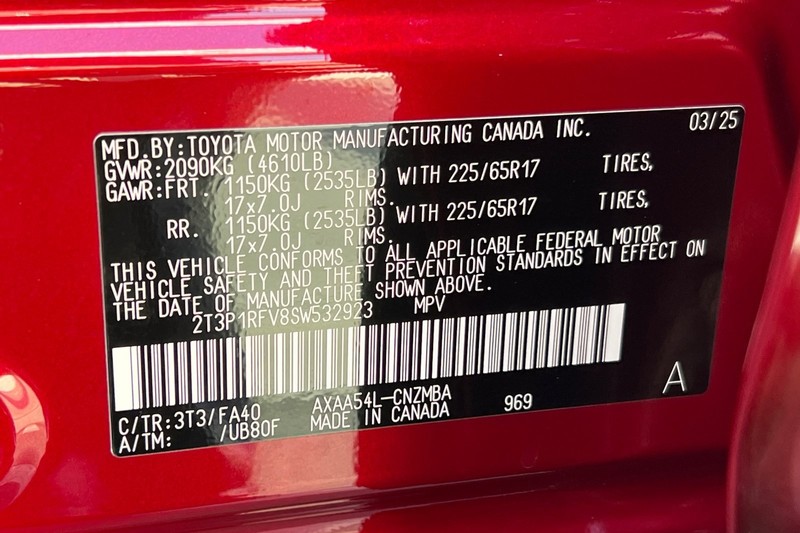 03/25
MFD.BY:TOYOTA MOTOR MANUFACTURING CANADA INC.
GVWR:2090KG (4610LB)
GAWR:FRT. 1150KG (2535LB) WITH 225/65R17 TIRES,
17x7.0J RIMS.
RR. 1150KG (2535LB) WITH 225/65R17 TIRES,
17x7.0J RIMS.
THIS VEHICLE CONFORMS TO ALL APPLICABLE FEDERAL MOTOR
VEHICLE SAFETY AND THEFT PREVENTION STANDARDS IN EFFECT ON
THE DATE OF MANUFACTURE SHOWN ABOVE.
2T3P1RFV8SW532923 MPV
C/TR:3T3/FA40 AXAA54L-CNZMBA 969 A
A/TM: /UB80F MADE IN CANADA